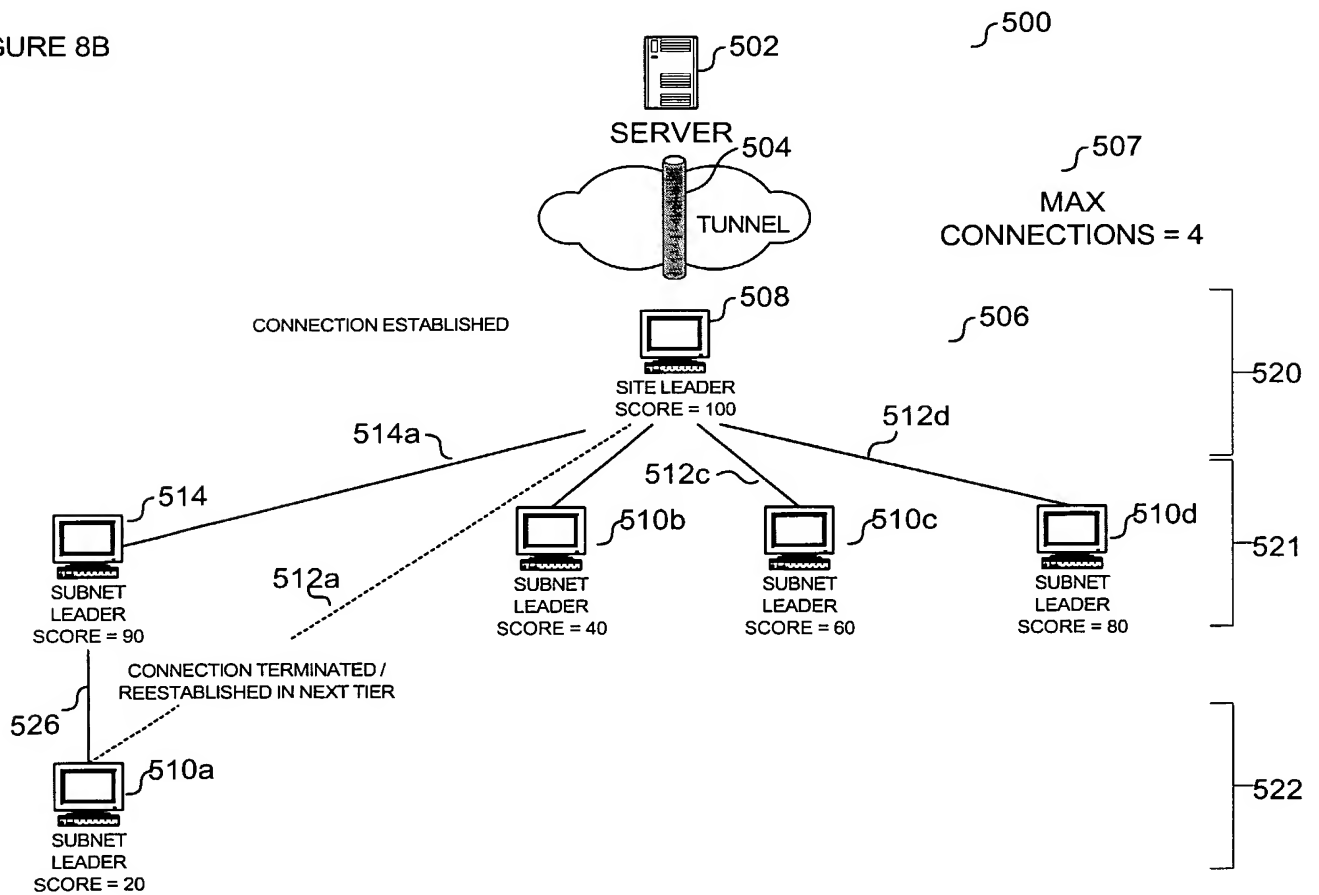 GURE 8B
500
502
SERVER
504
507
TUNNEL
MAX
CONNECTIONS = 4
508
CONNECTION ESTABLISHED
506
SITE LEADER
SCORE = 100
520
514a
512d
512c
514
510b
510c
510d
521
512a
SUBNET
LEADER
SCORE = 90
SUBNET
LEADER
SCORE = 40
SUBNET
LEADER
SCORE = 60
SUBNET
LEADER
SCORE = 80
CONNECTION TERMINATED /
REESTABLISHED IN NEXT TIER
526
510a
522
SUBNET
LEADER
SCORE = 20